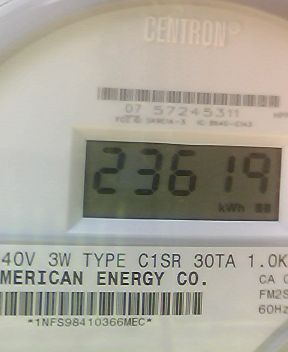 CENTRON®
07 57245311
23619
kWh
40V 3W TYPE C1SR 30TA 1.0K
MERICAN ENERGY CO.
CA 0
FM2S
60Hz
*1NFS98410366MEC*